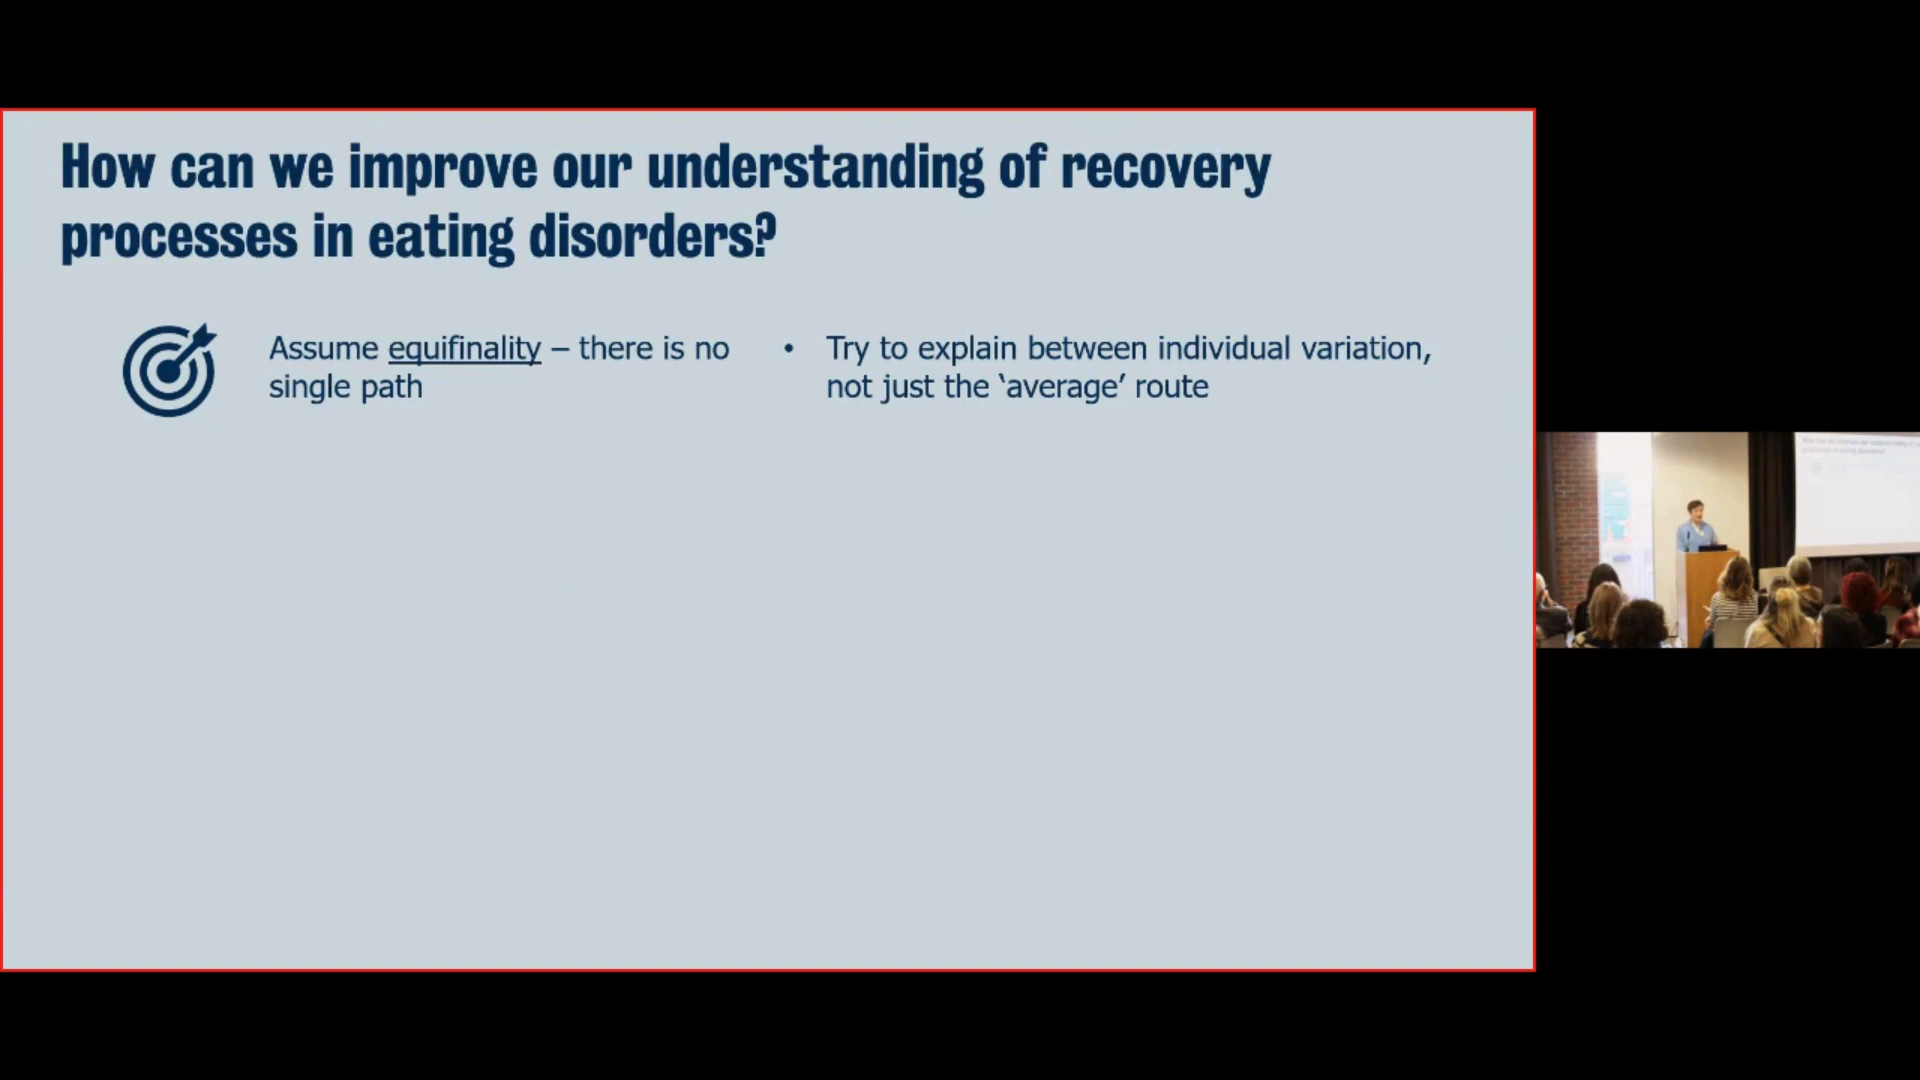 How can we improve our understanding of recovery
processes in eating disorders?
Assume equifinality – there is no
single path
• Try to explain between individual variation,
not just the ‘average’ route